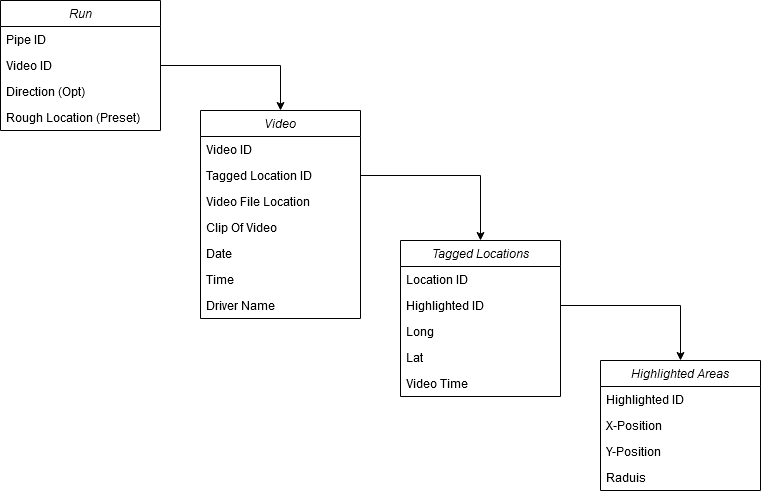 Run
Pipe ID
Video ID
Direction (Opt)
Rough Location (Preset)
Video
Video ID
Tagged Location ID
Video File Location
Clip Of Video
Date
Time
Driver Name
Tagged Locations
Location ID
Highlighted ID
Long
Lat
Video Time
Highlighted Areas
Highlighted ID
X-Position
Y-Position
Raduis